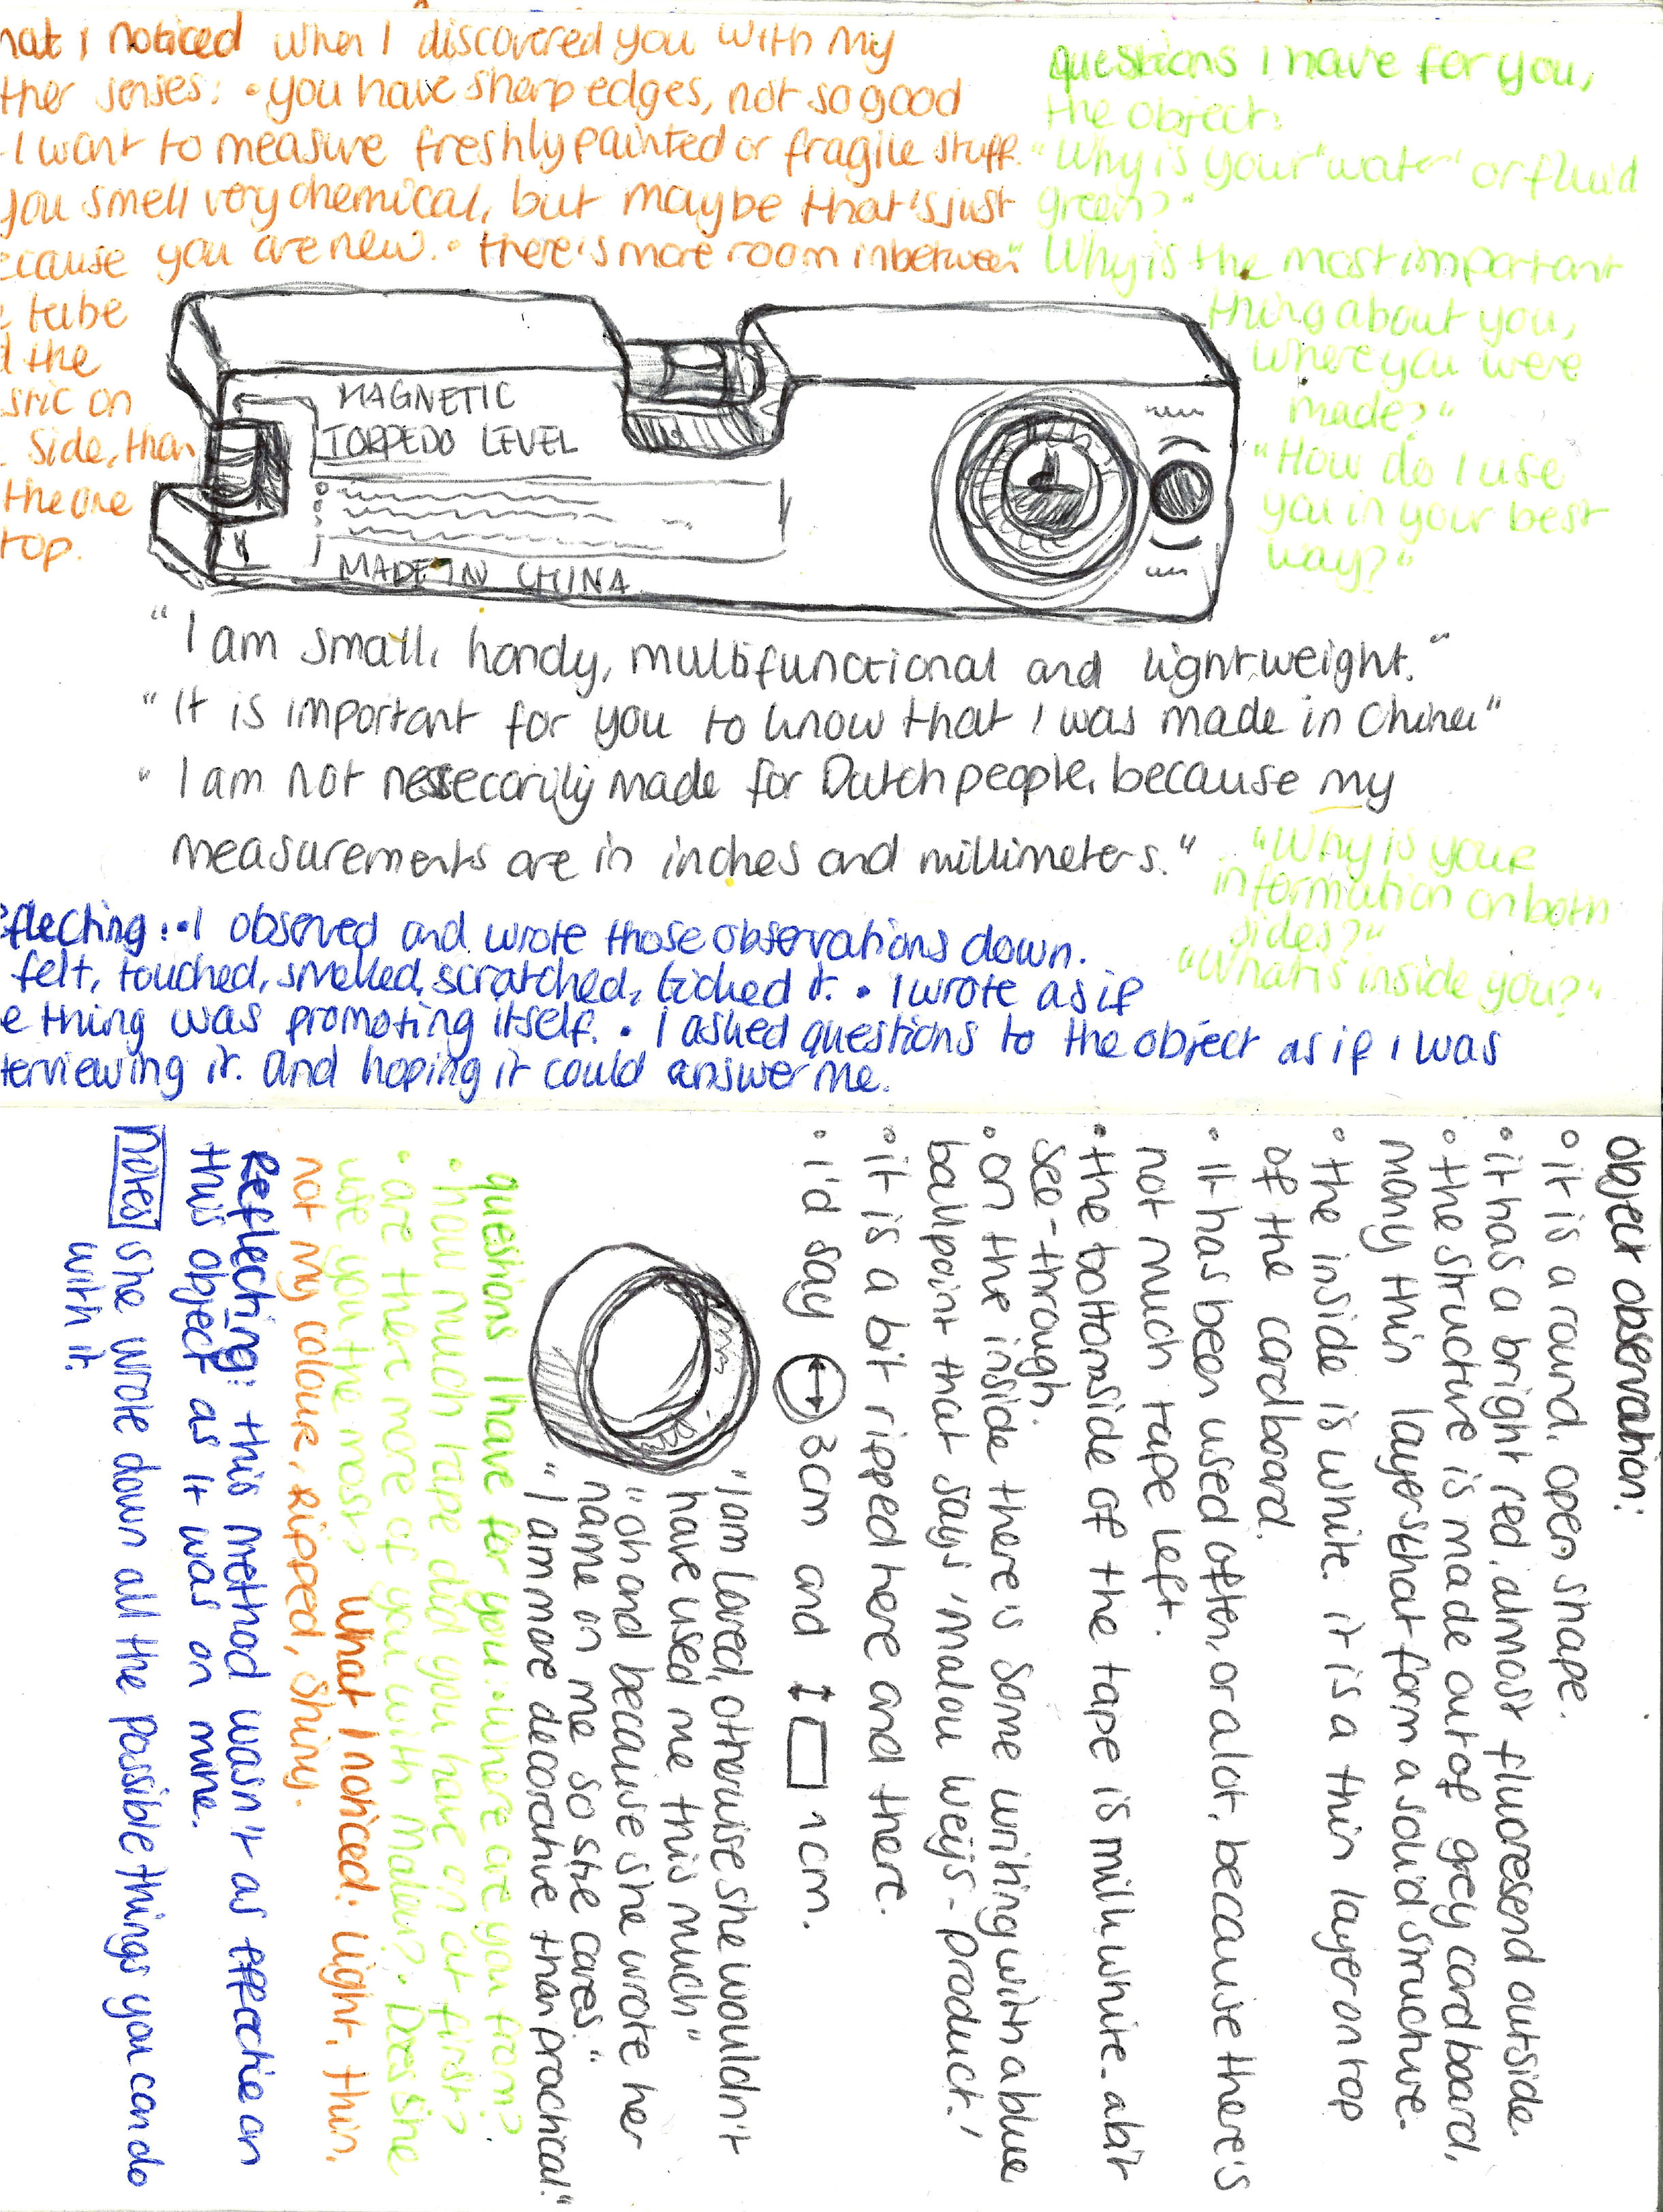 hat I noticed when I discovered you with my
ther senses: • you have sharp edges, not so good
I want to measure freshly painted or fragile stuff.
you smell very chemical, but maybe that's just
ecause you are new. • there's more room inbetween
e tube
d the
stic on
side, than
the one
top.
Questions I have for you,
the object:
"Why is your "water" or fluid
green?"
"Why is the most important
thing about you,
where you were
made?"
"How do I use
you in your best
way?"
MAGNETIC
TORPEDO LEVEL
MADE IN CHINA
"I am small, handy, multifunctional and lightweight."
"It is important for you to know that I was made in China"
"I am not nessecarily made for Dutch people, because my
measurements are in inches and millimeters."
"Why is your
information on both
sides?"
"What is inside you?"
eflecting: • I observed and wrote those observations down.
felt, touched, smelled, scratched, ticked it. • I wrote as if
e thing was promoting itself. • I asked questions to the object as if I was
terviewing it. and hoping it could answer me.
object observation:
• it is a round, open shape.
• it has a bright red, almost fluoresend outside.
• the structure is made out of grey cardboard,
many thin layers that form a solid structure.
• the inside is white. it is a thin layer on top
of the cardboard.
• it has been used often, or a lot, because there's
not much tape left.
• the bottomside of the tape is milk white - a bit
see-through.
• on the inside there is some writing with a blue
ballpoint that says 'malou weijs - product.'
• it is a bit ripped here and there.
• i'd say ↔ 3cm and ↕ 1cm.
"I am loved, otherwise she wouldn't
have used me this much"
"oh and because she wrote her
name in me so she cares."
"I am more decorative than practical."
questions I have for you: • where are you from?
• how much tape did you have on at first?
• are there more of you with Malou? • Does she
use you the most? What I noticed: light, thin,
not my colour, ripped, shiny.
Reflecting: this method wasn't as effectie on
this object as it was on mine.
notes she wrote down all the possible things you can do
with it.